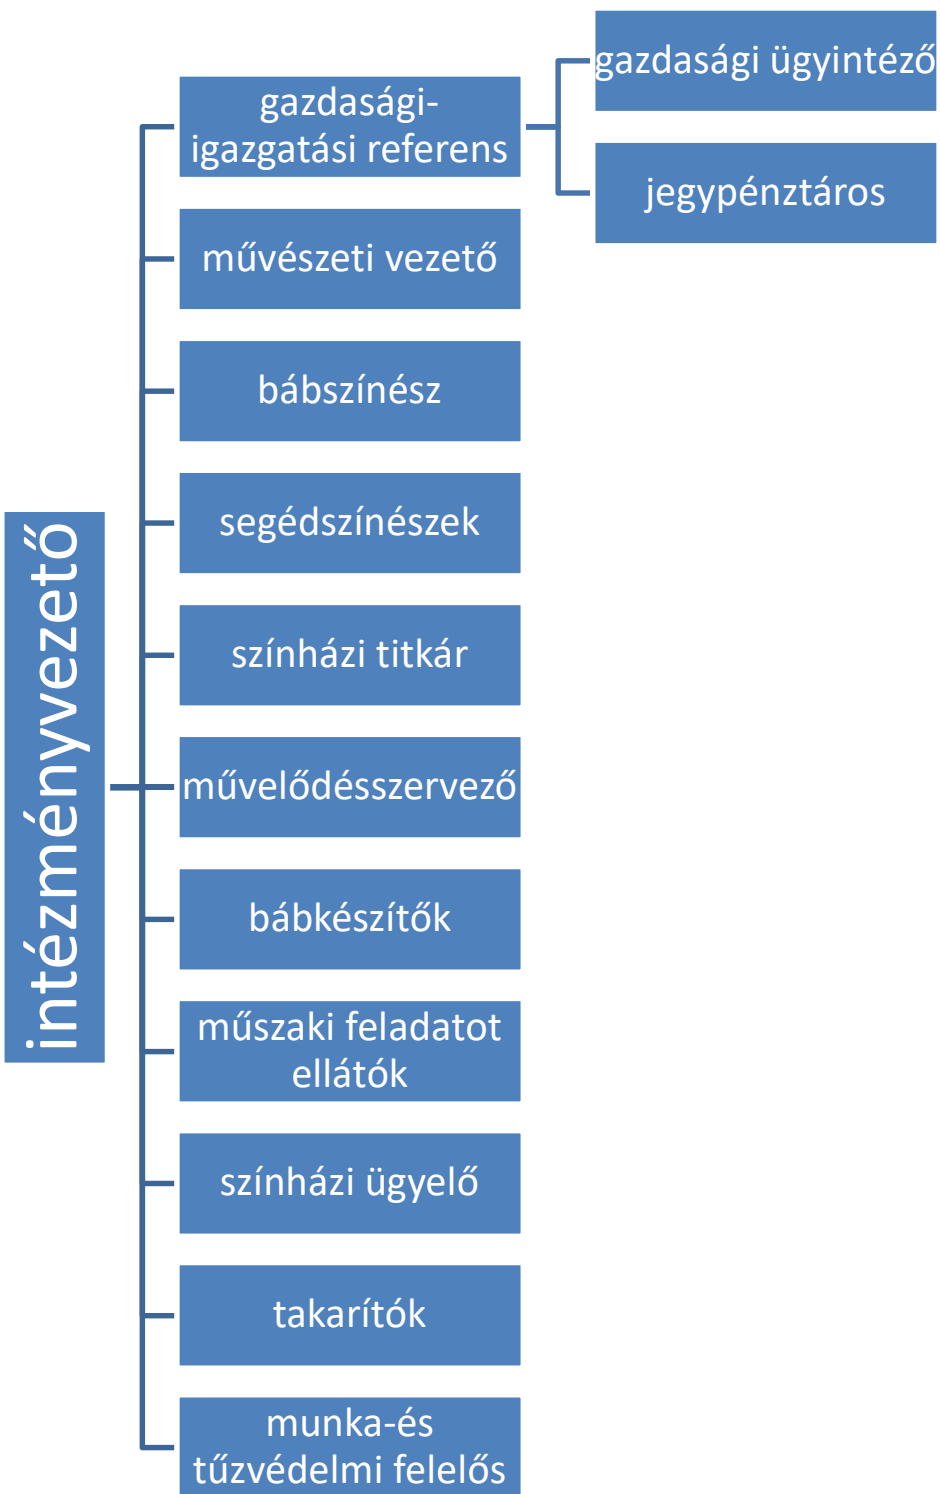 intézményvezető
gazdasági-
igazgatási referens
gazdasági ügyintéző
jegypénztáros
művészeti vezető
bábszínész
segédszínészek
színházi titkár
művelődésszervező
bábkészítők
műszaki feladatot
ellátók
színházi ügyelő
takarítók
munka-és
tűzvédelmi felelős